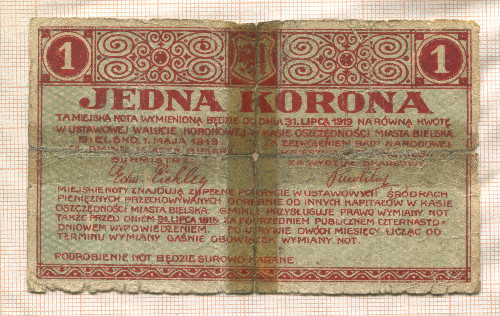 1 1
JEDNA KORONA
TA MIEJSKA NOTA WYMIENIONĄ BĘDZIE DO DNIA 31. LIPCA 1919 NA RÓWNĄ KWOTĘ
W USTAWOWEJ WALUCIE KORONOWEJ W KASIE OSZCZĘDNOŚCI MIASTA BIELSKA.
BIELSKO, 1. MAJA 1919 ZA ZEZWOLENIEM RADY NARODOWEJ
BURMISTRZ: ZA WYDZIAŁ SKARBOWY:
MIEJSKIE NOTY ZNAJDUJĄ ZUPEŁNE POKRYCIE W USTAWOWYCH ŚRODKACH
PIENIĘŻNYCH PRZECHOWYWANYCH ODRĘBNIE OD INNYCH KAPITAŁÓW W KASIE
OSZCZĘDNOŚCI MIASTA BIELSKA. GMINIE PRZYSŁUGUJE PRAWO WYMIANY NOT
TAKŻE PRZED DNIEM 31. LIPCA 1919 ZA POPRZEDNIEM PUBLICZNEM CZTERNASTO-
DNIOWEM WYPOWIEDZENIEM. PO UPŁYWIE DWÓCH MIESIĘCY LICZĄC OD
TERMINU WYMIANY GAŚNIE OBOWIĄZEK WYMIANY NOT.
PODROBIENIE NOT BĘDZIE SUROWO KARANE.